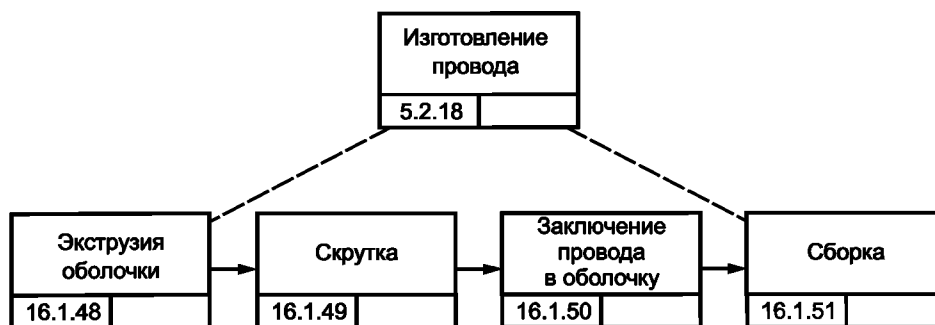 Изготовление
провода
5.2.18
Экструзия
оболочки
16.1.48
Скрутка
16.1.49
Заключение
провода
в оболочку
16.1.50
Сборка
16.1.51